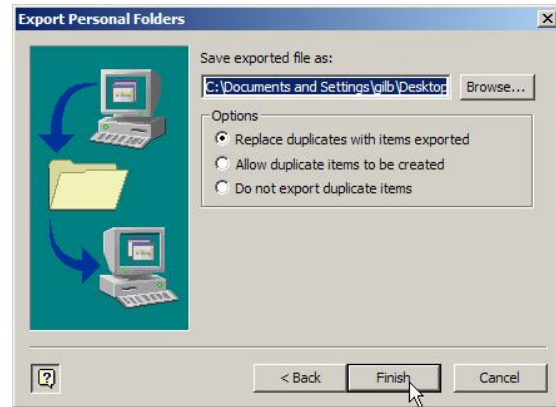 Export Personal Folders
Save exported file as:
C:\Documents and Settings\gilb\Desktop
Browse...
Options
Replace duplicates with items exported
Allow duplicate items to be created
Do not export duplicate items
< Back
Finish
Cancel